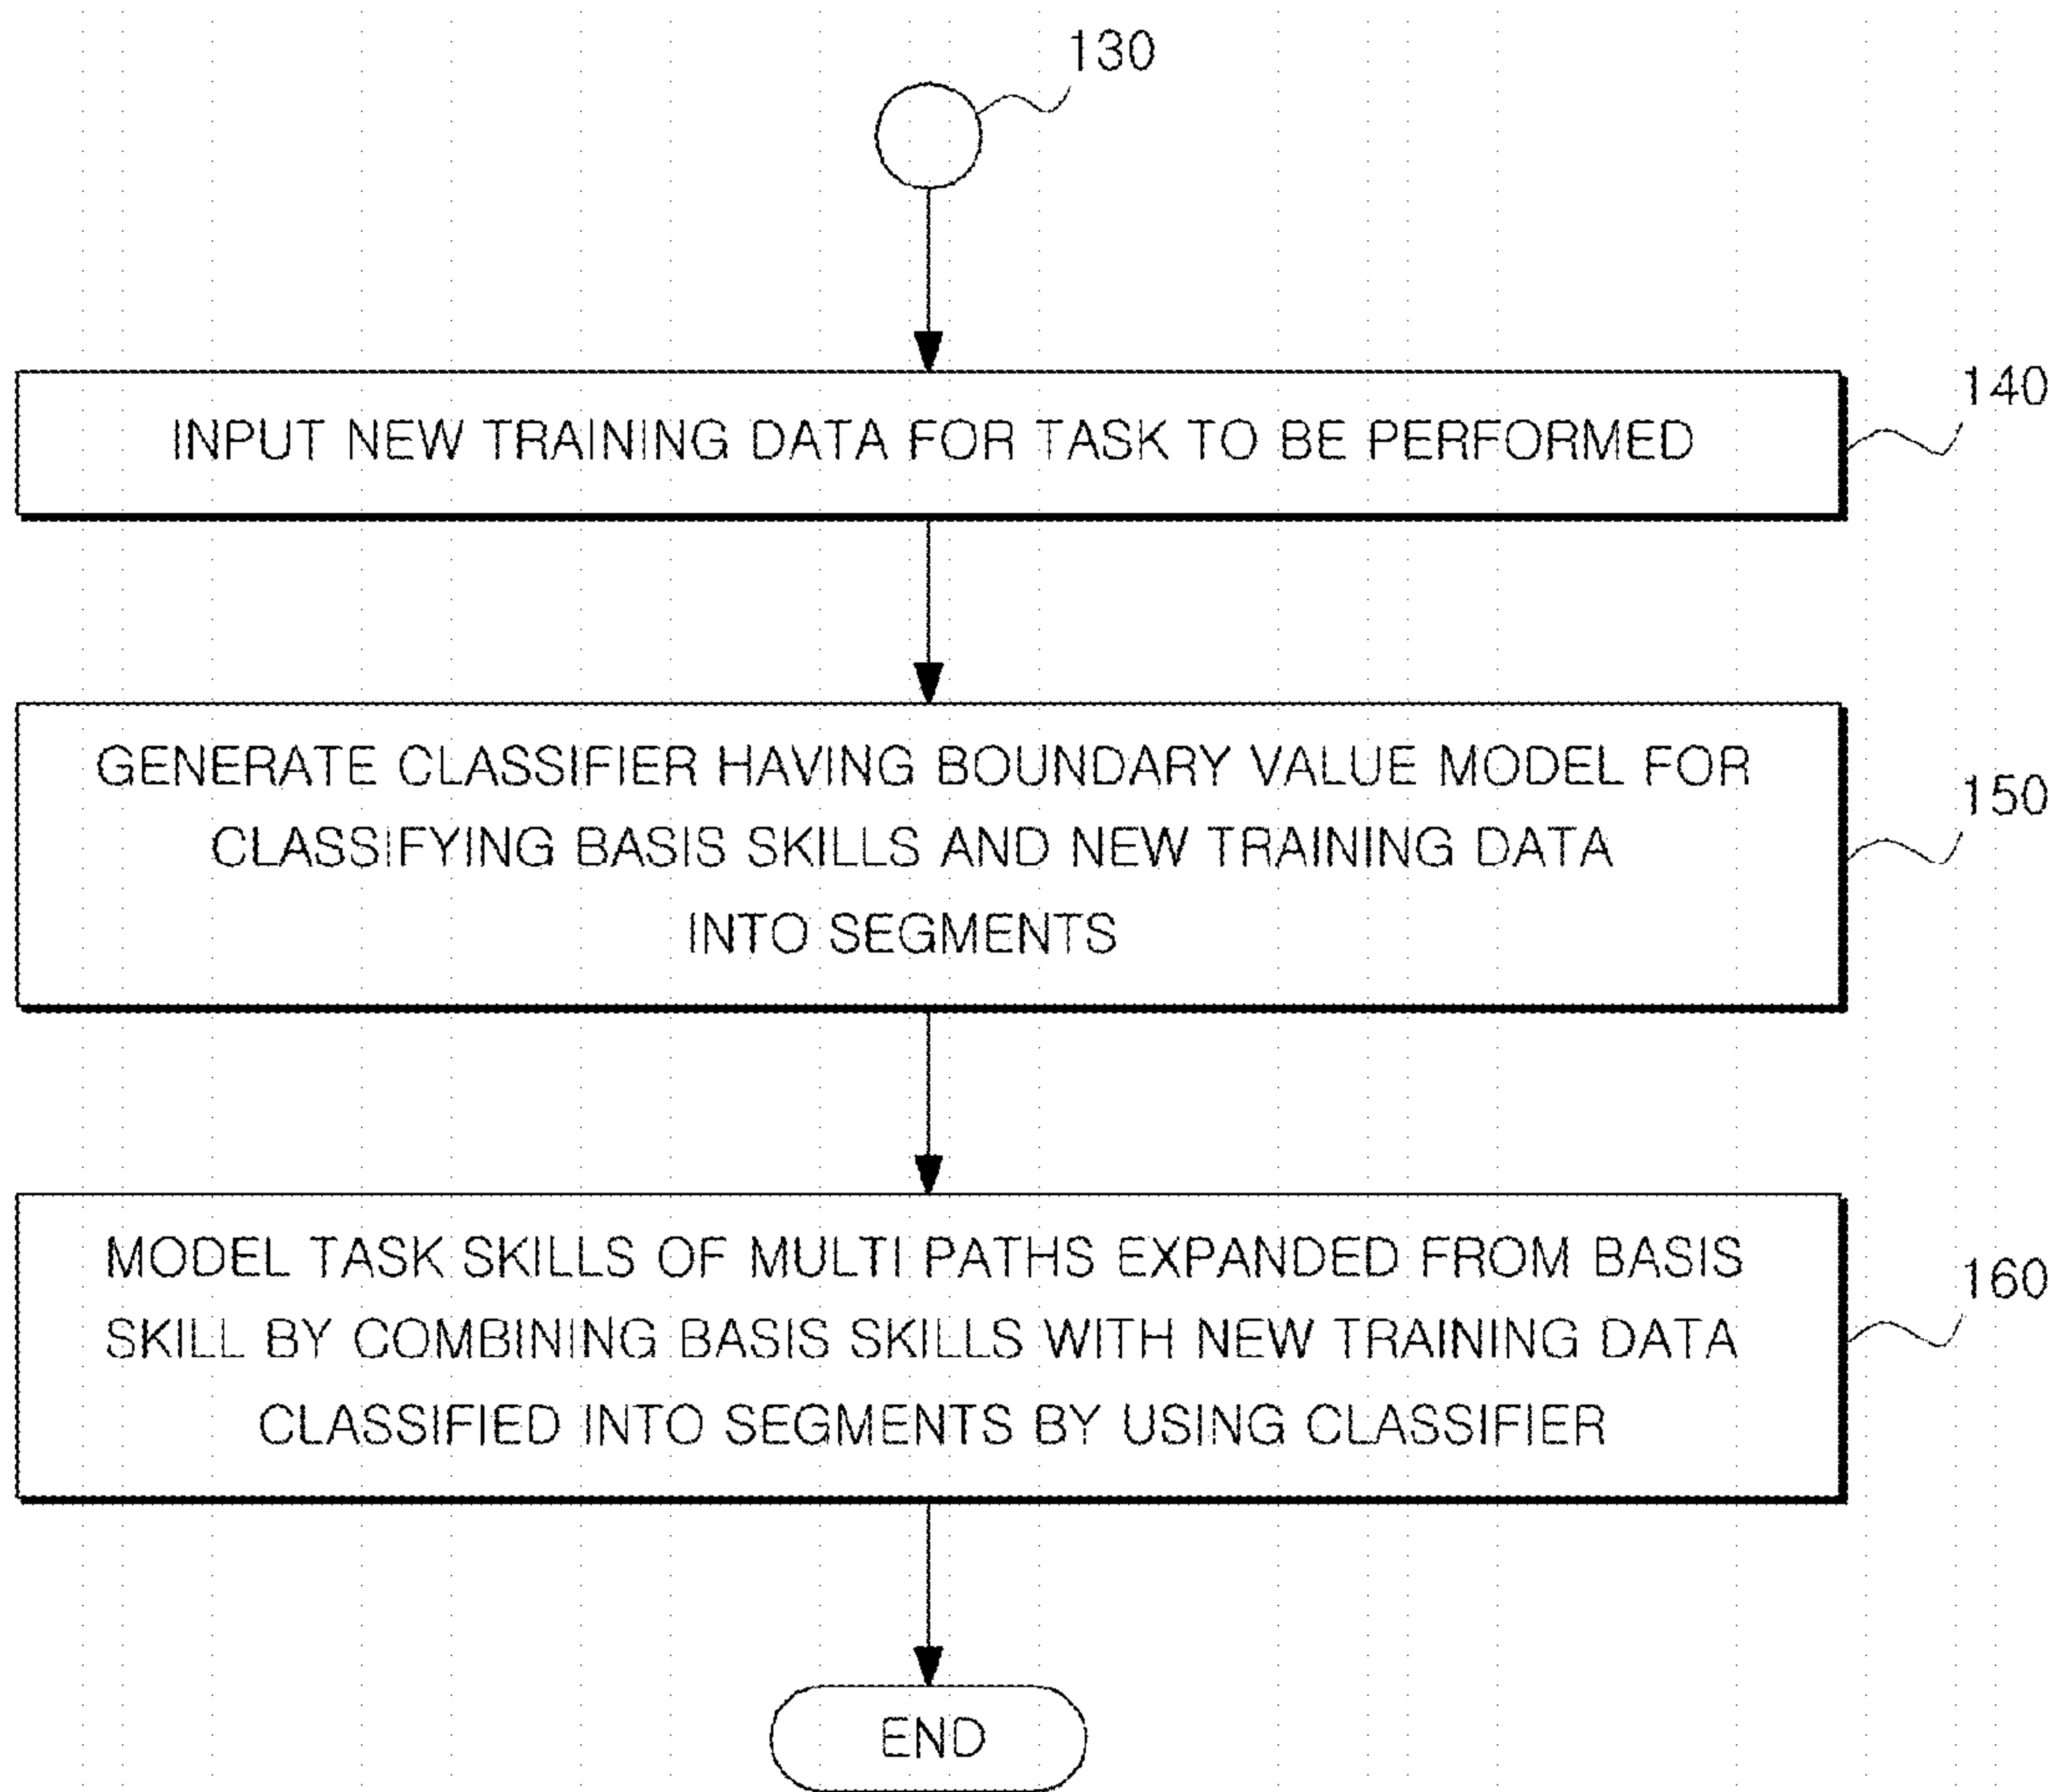 130
INPUT NEW TRAINING DATA FOR TASK TO BE PERFORMED
140
GENERATE CLASSIFIER HAVING BOUNDARY VALUE MODEL FOR
CLASSIFYING BASIS SKILLS AND NEW TRAINING DATA
INTO SEGMENTS
150
MODEL TASK SKILLS OF MULTI PATHS EXPANDED FROM BASIS
SKILL BY COMBINING BASIS SKILLS WITH NEW TRAINING DATA
CLASSIFIED INTO SEGMENTS BY USING CLASSIFIER
160
END